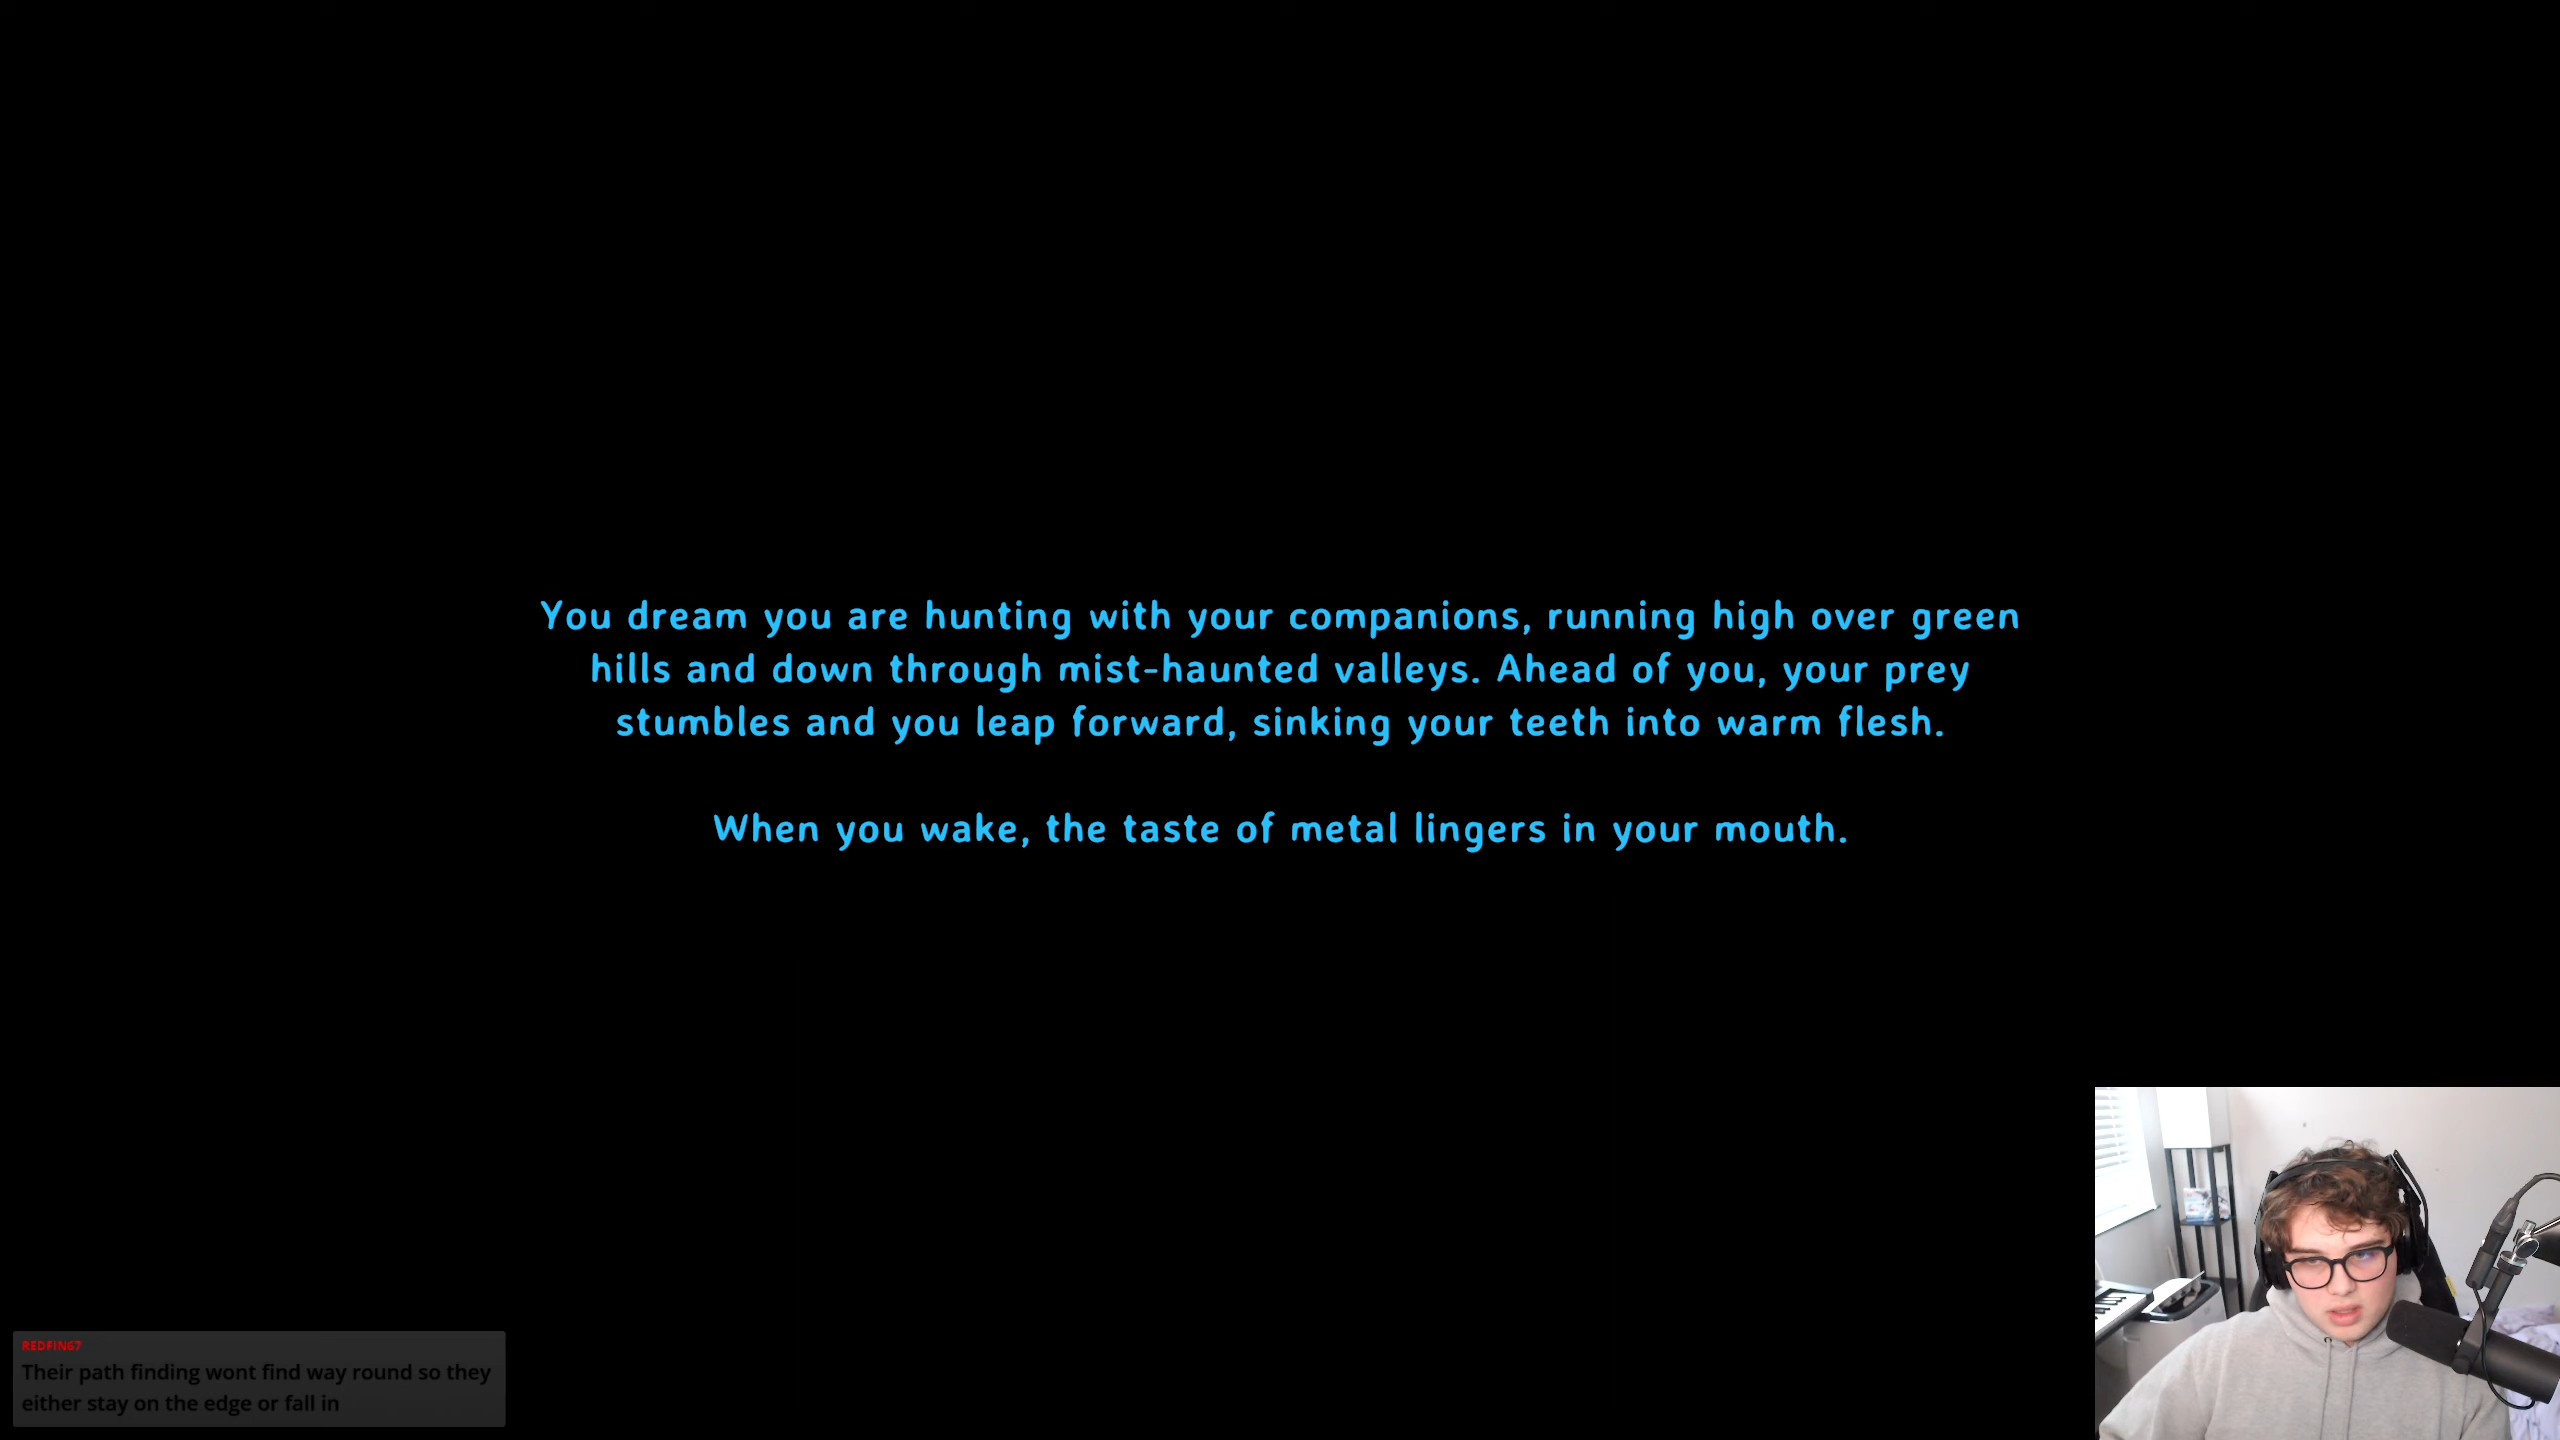 You dream you are hunting with your companions, running high over green
hills and down through mist-haunted valleys. Ahead of you, your prey
stumbles and you leap forward, sinking your teeth into warm flesh.
When you wake, the taste of metal lingers in your mouth.
REDFIN67
Their path finding wont find way round so they
either stay on the edge or fall in